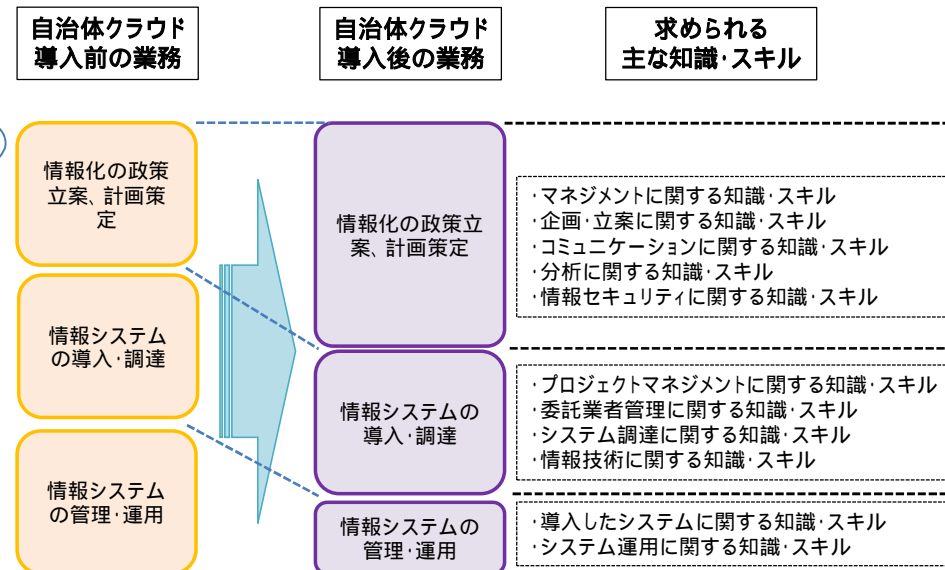 自治体クラウド
導入前の業務
自治体クラウド
導入後の業務
求められる
主な知識･スキル
情報化の政策
立案、計画策
定
情報システム
の導入･調達
情報システム
の管理･運用
情報化の政策立
案、計画策定
情報システムの
導入･調達
情報システムの
管理･運用
･マネジメントに関する知識･スキル
･企画･立案に関する知識･スキル
･コミュニケーションに関する知識･スキル
･分析に関する知識･スキル
･情報セキュリティに関する知識･スキル
･プロジェクトマネジメントに関する知識･スキル
･委託業者管理に関する知識･スキル
･システム調達に関する知識･スキル
･情報技術に関する知識･スキル
･導入したシステムに関する知識･スキル
･システム運用に関する知識･スキル